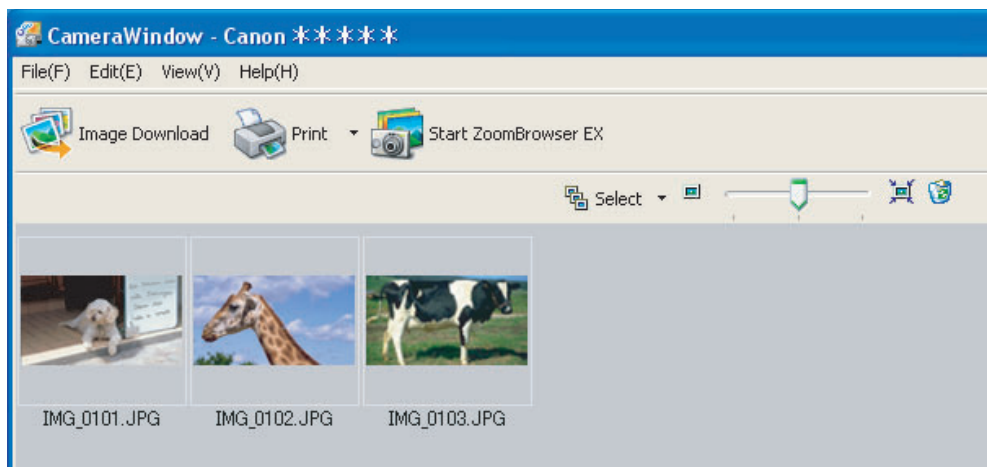 CameraWindow - Canon ＊＊＊＊＊
File(F) Edit(E) View(V) Help(H)
Image Download Print Start ZoomBrowser EX
Select
IMG_0101.JPG IMG_0102.JPG IMG_0103.JPG